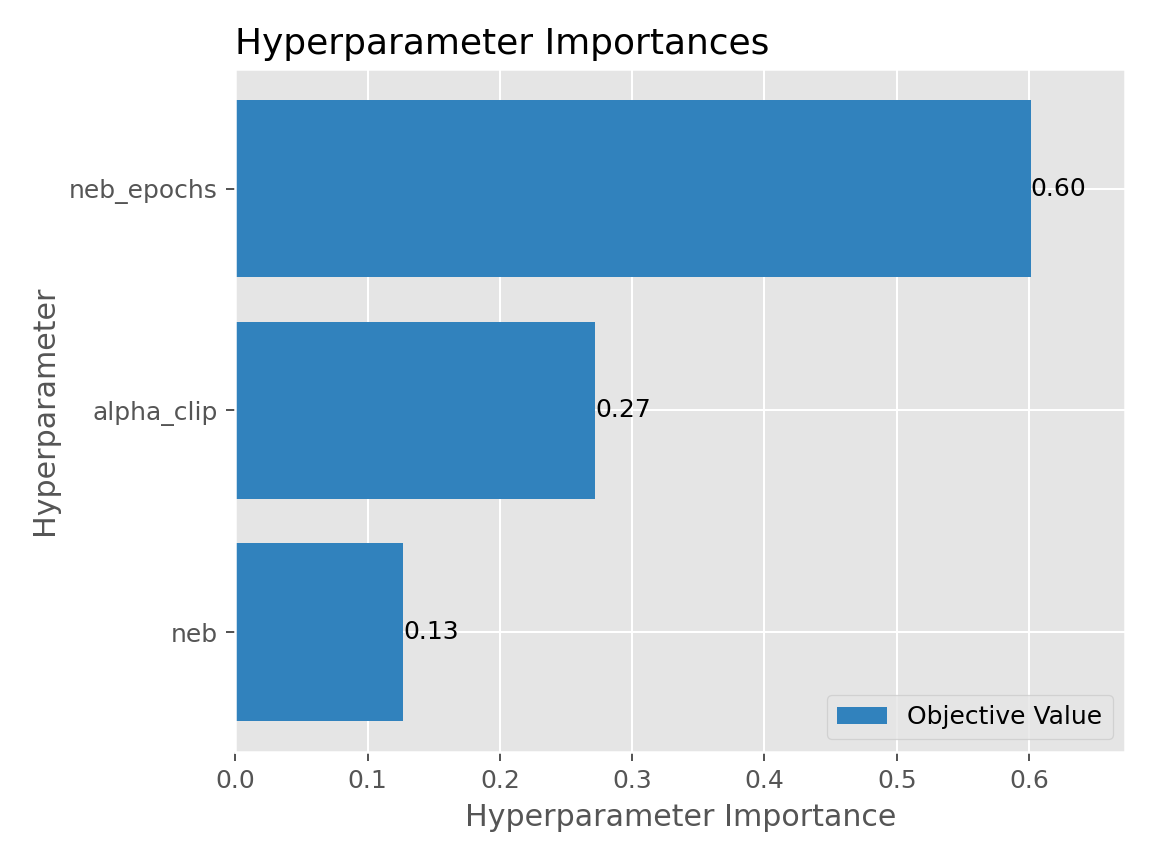 Hyperparameter Importances
Hyperparameter
neb_epochs
0.60
alpha_clip
0.27
neb
0.13
Objective Value
0.0 0.1 0.2 0.3 0.4 0.5 0.6
Hyperparameter Importance